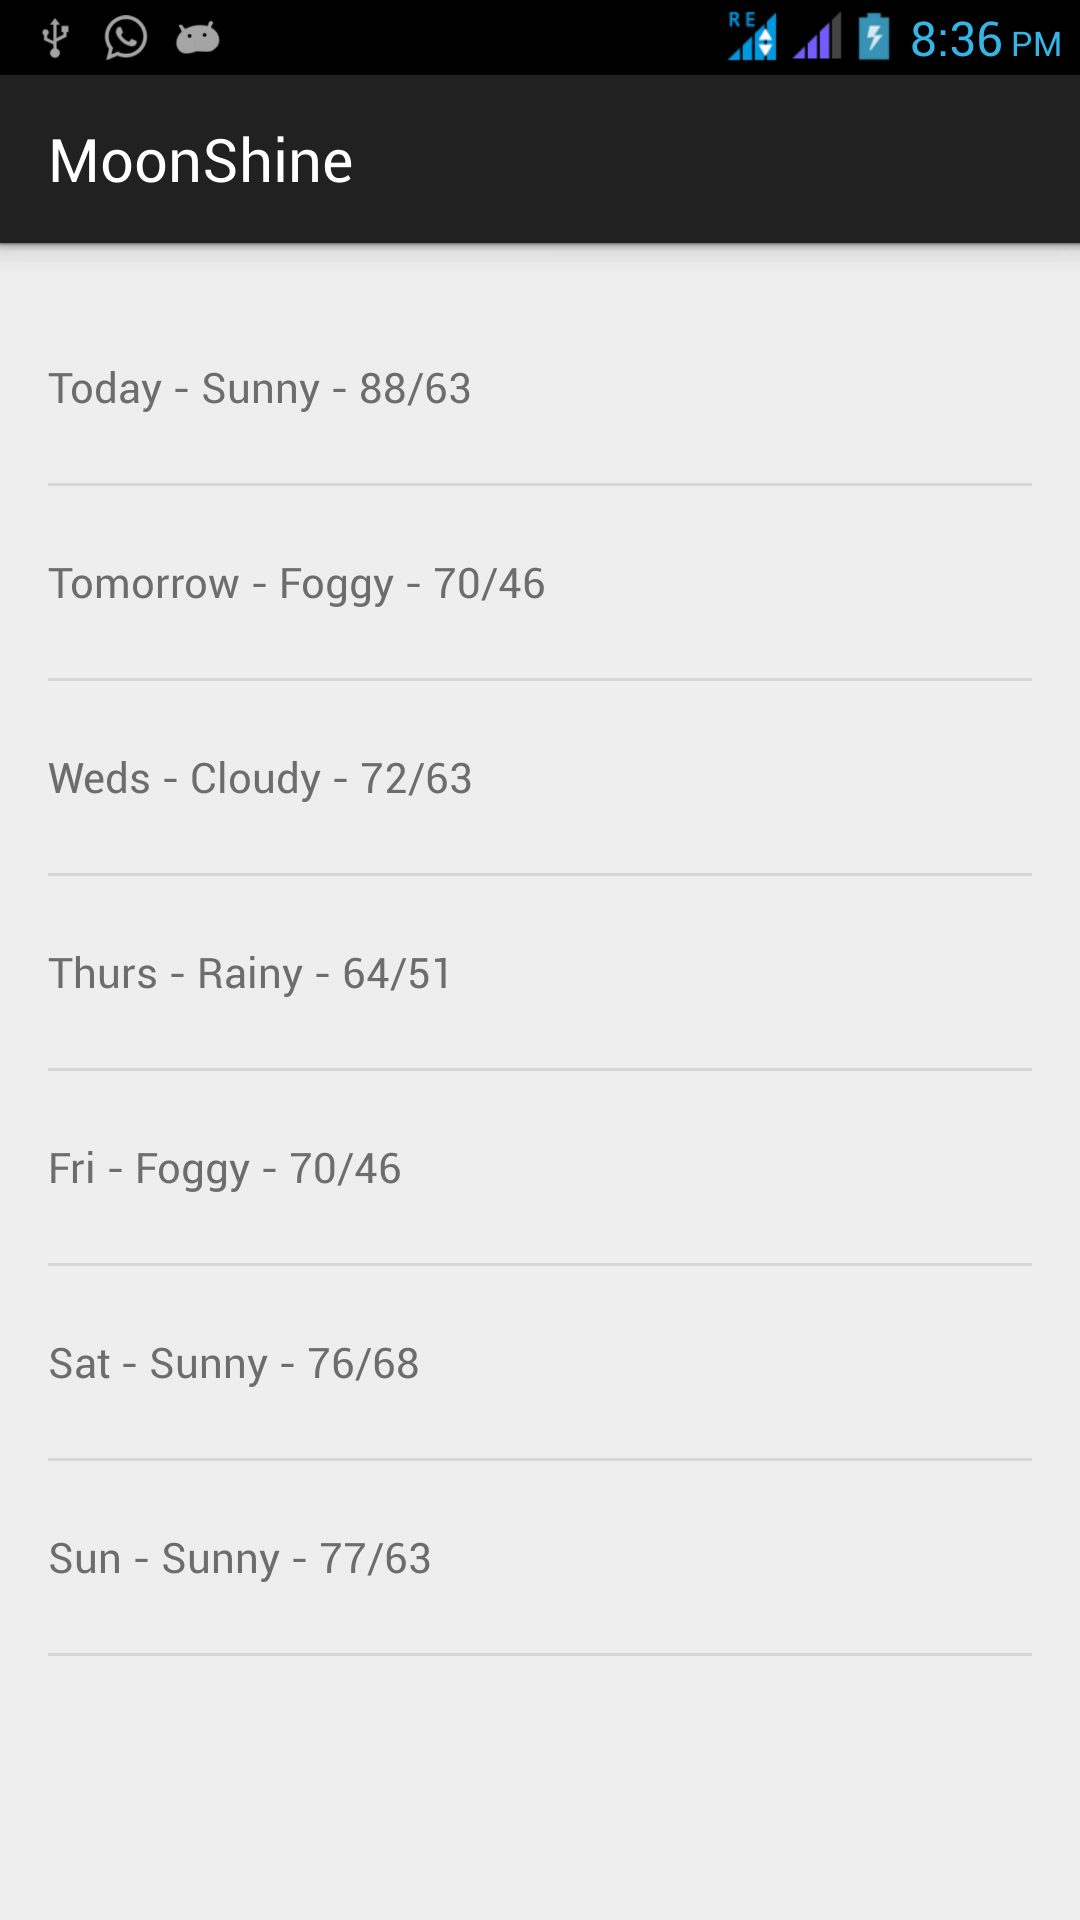 R E 8:36 PM
MoonShine
Today - Sunny - 88/63
Tomorrow - Foggy - 70/46
Weds - Cloudy - 72/63
Thurs - Rainy - 64/51
Fri - Foggy - 70/46
Sat - Sunny - 76/68
Sun - Sunny - 77/63